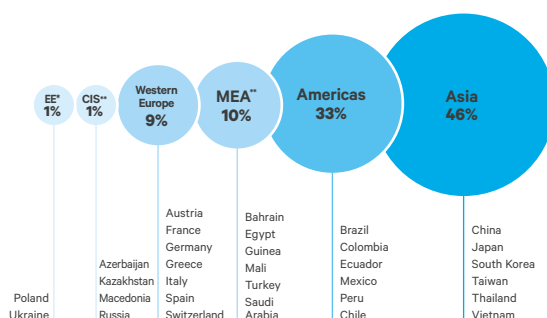 EE*
1%
CIS**
1%
Western
Europe
9%
MEA**
10%
Americas
33%
Asia
46%
Poland
Ukraine
Azerbaijan
Kazakhstan
Macedonia
Russia
Austria
France
Germany
Greece
Italy
Spain
Switzerland
Bahrain
Egypt
Guinea
Mali
Turkey
Saudi
Arabia
Brazil
Colombia
Ecuador
Mexico
Peru
Chile
China
Japan
South Korea
Taiwan
Thailand
Vietnam